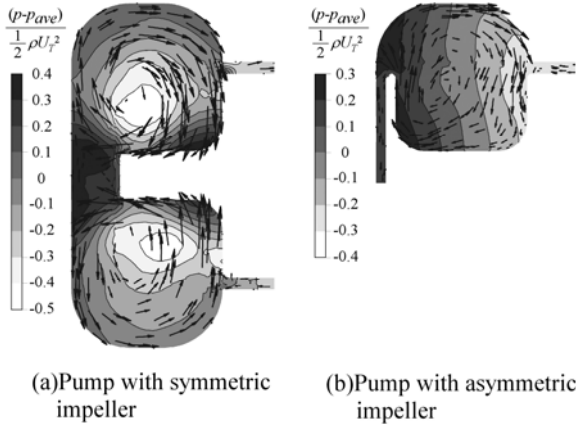 (p-pave)
1/2 ρUT²
0.4
0.3
0.2
0.1
0
-0.1
-0.2
-0.3
-0.4
-0.5
(p-pave)
1/2 ρUT²
0.3
0.2
0.1
0
-0.1
-0.2
-0.3
-0.4
(a)Pump with symmetric
impeller
(b)Pump with asymmetric
impeller